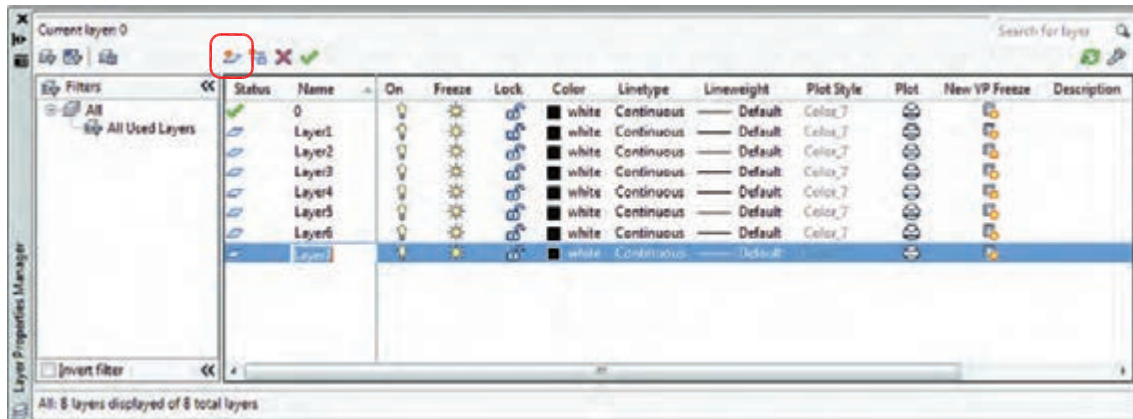 Current layer: 0
Search for layer
Filters
Status Name On Freeze Lock Color Linetype Lineweight Plot Style Plot New VP Freeze Description
All
All Used Layers
0 white Continuous Default Color_7
Layer1 white Continuous Default Color_7
Layer2 white Continuous Default Color_7
Layer3 white Continuous Default Color_7
Layer4 white Continuous Default Color_7
Layer5 white Continuous Default Color_7
Layer6 white Continuous Default Color_7
white Continuous Default
Invert filter
All: 8 layers displayed of 8 total layers
Layer Properties Manager